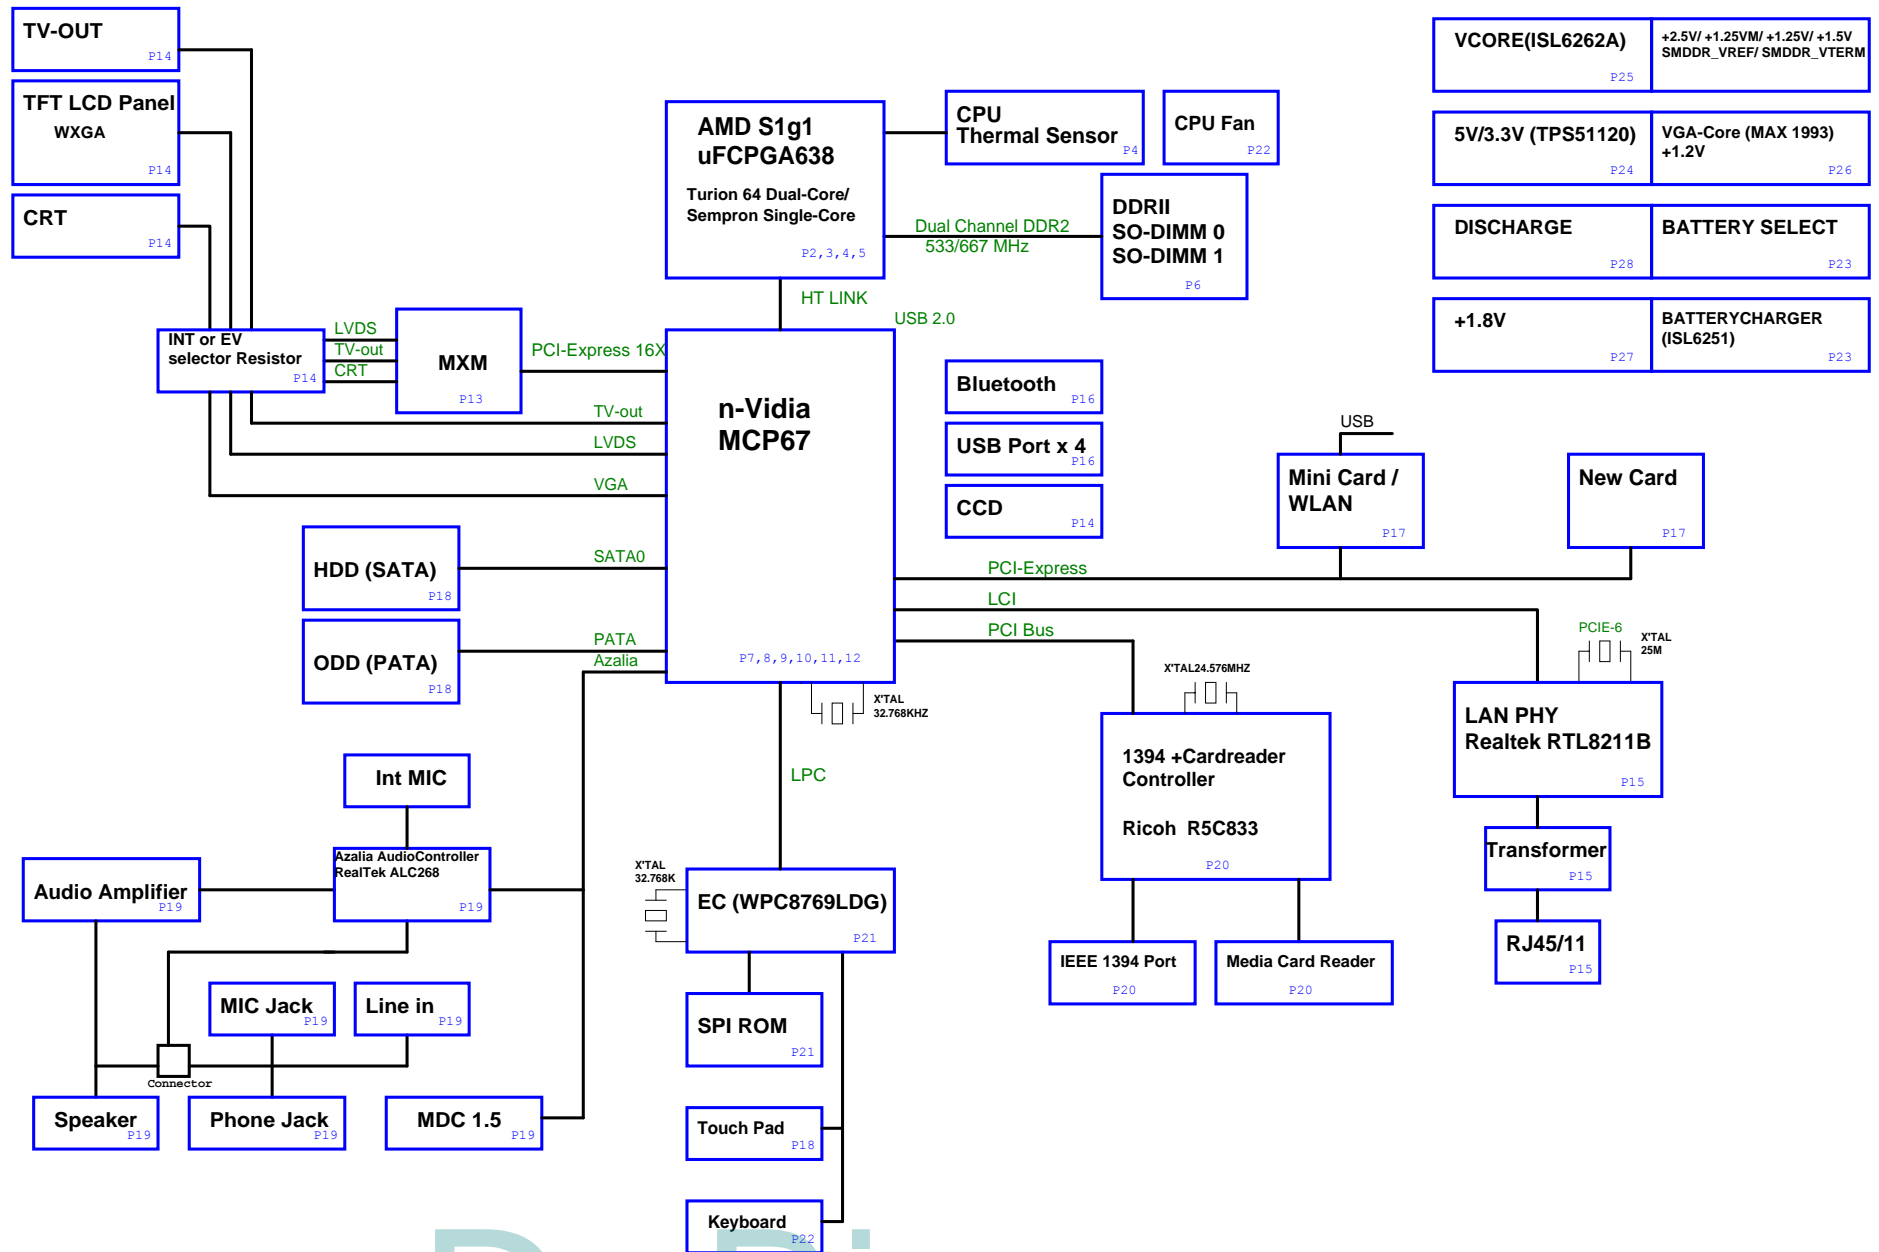 TV-OUT
P14
TFT LCD Panel
WXGA
P14
CRT
P14
AMD S1g1
uFCPGA638
Turion 64 Dual-Core/
Sempron Single-Core
P2,3,4,5
CPU
Thermal Sensor
P4
CPU Fan
P22
DDRII
SO-DIMM 0
SO-DIMM 1
P6
Dual Channel DDR2
533/667 MHz
HT LINK
USB 2.0
VCORE(ISL6262A)
P25
+2.5V/ +1.25VM/ +1.25V/ +1.5V
SMDDR_VREF/ SMDDR_VTERM
5V/3.3V (TPS51120)
P24
VGA-Core (MAX 1993)
+1.2V
P26
DISCHARGE
P28
BATTERY SELECT
P23
+1.8V
P27
BATTERYCHARGER
(ISL6251)
P23
INT or EV
selector Resistor
P14
LVDS
TV-out
CRT
MXM
P13
PCI-Express 16X
TV-out
LVDS
VGA
n-Vidia
MCP67
P7,8,9,10,11,12
Bluetooth
P16
USB Port x 4
P16
CCD
P14
USB
Mini Card /
WLAN
P17
New Card
P17
HDD (SATA)
P18
SATA0
ODD (PATA)
P18
PATA
Azalia
PCI-Express
LCI
PCI Bus
X'TAL
32.768KHZ
X'TAL24.576MHZ
PCIE-6
X'TAL
25M
LPC
1394 +Cardreader
Controller
Ricoh R5C833
P20
LAN PHY
Realtek RTL8211B
P15
Transformer
P15
RJ45/11
P15
IEEE 1394 Port
P20
Media Card Reader
P20
Int MIC
Azalia AudioController
RealTek ALC268
P19
Audio Amplifier
P19
X'TAL
32.768K
EC (WPC8769LDG)
P21
SPI ROM
P21
Touch Pad
P18
Keyboard
P22
MIC Jack
P19
Line in
P19
Connector
Speaker
P19
Phone Jack
P19
MDC 1.5
P19